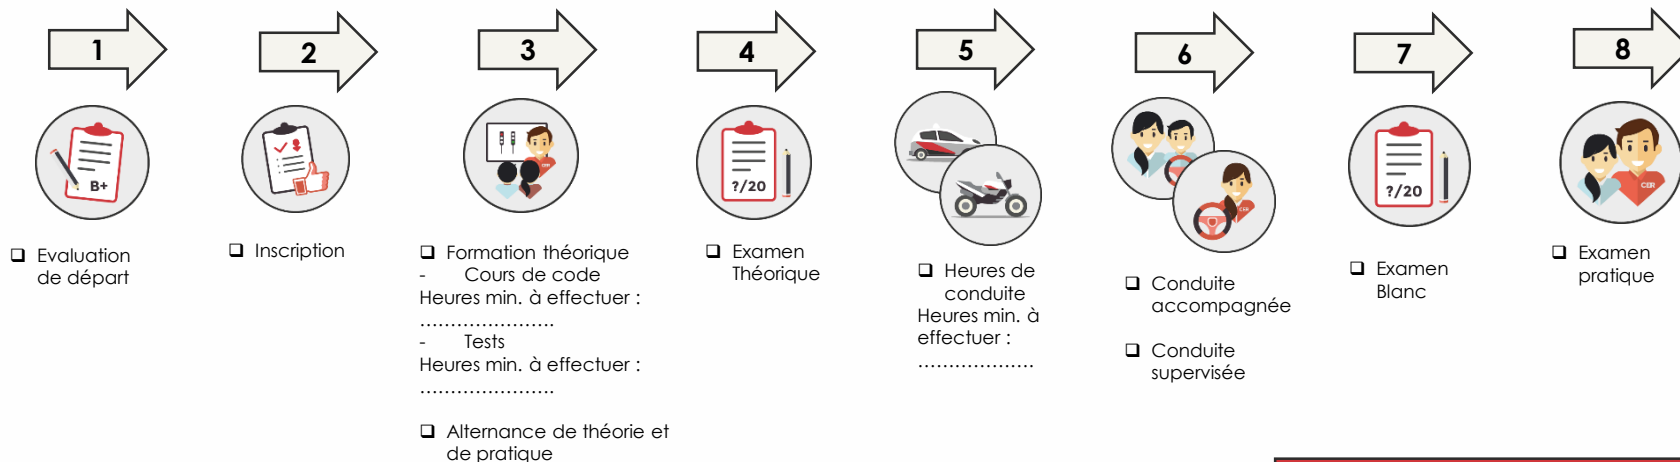 1
2
3
4
5
6
7
8
B+
?/20
?/20
CER
❑ Evaluation
de départ
❑ Inscription
❑ Formation théorique
- Cours de code
Heures min. à effectuer :
………………….
- Tests
Heures min. à effectuer :
………………….
❑ Alternance de théorie et
de pratique
❑ Examen
Théorique
❑ Heures de
conduite
Heures min. à
effectuer :
……………….
❑ Conduite
accompagnée
❑ Conduite
supervisée
❑ Examen
Blanc
❑ Examen
pratique